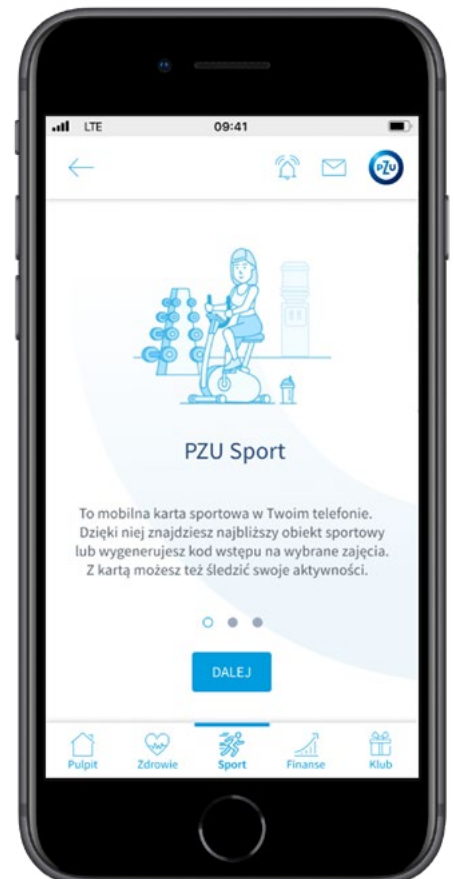 LTE 09:41
PZU
PZU Sport
To mobilna karta sportowa w Twoim telefonie.
Dzięki niej znajdziesz najbliższy obiekt sportowy
lub wygenerujesz kod wstępu na wybrane zajęcia.
Z kartą możesz też śledzić swoje aktywności.
DALEJ
Pulpit Zdrowie Sport Finanse Klub